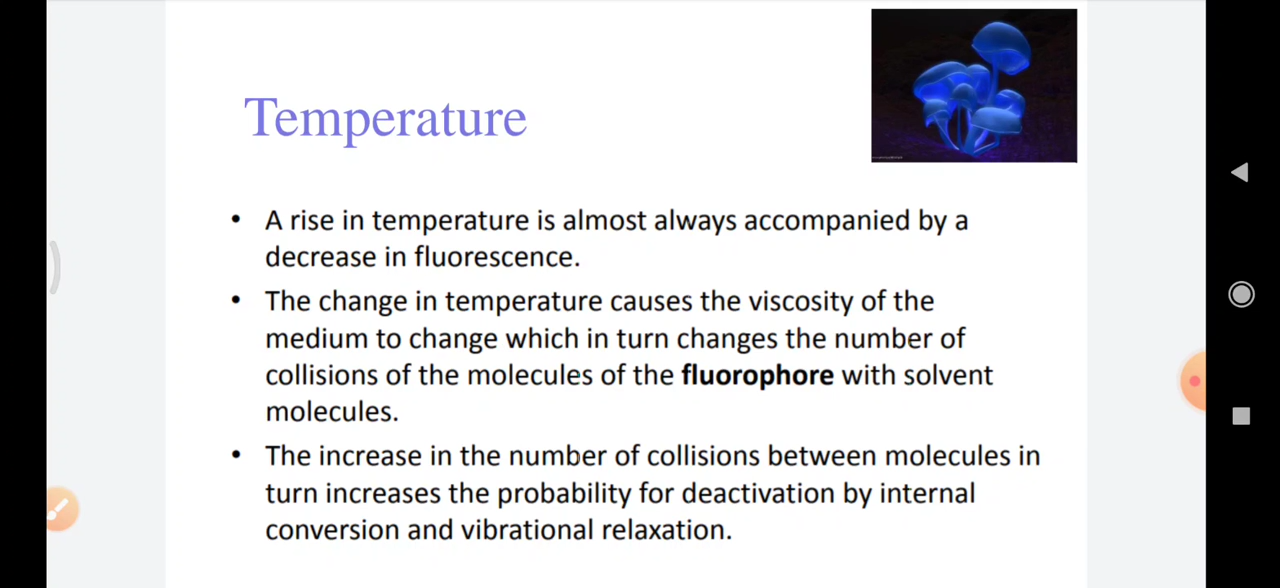 Temperature
• A rise in temperature is almost always accompanied by a
decrease in fluorescence.
• The change in temperature causes the viscosity of the
medium to change which in turn changes the number of
collisions of the molecules of the fluorophore with solvent
molecules.
• The increase in the number of collisions between molecules in
turn increases the probability for deactivation by internal
conversion and vibrational relaxation.